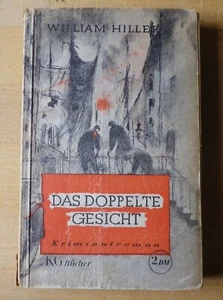 WILLIAM HILLER
DAS DOPPELTE
GESICHT
Kriminalroman
KG Bücher
2 DM